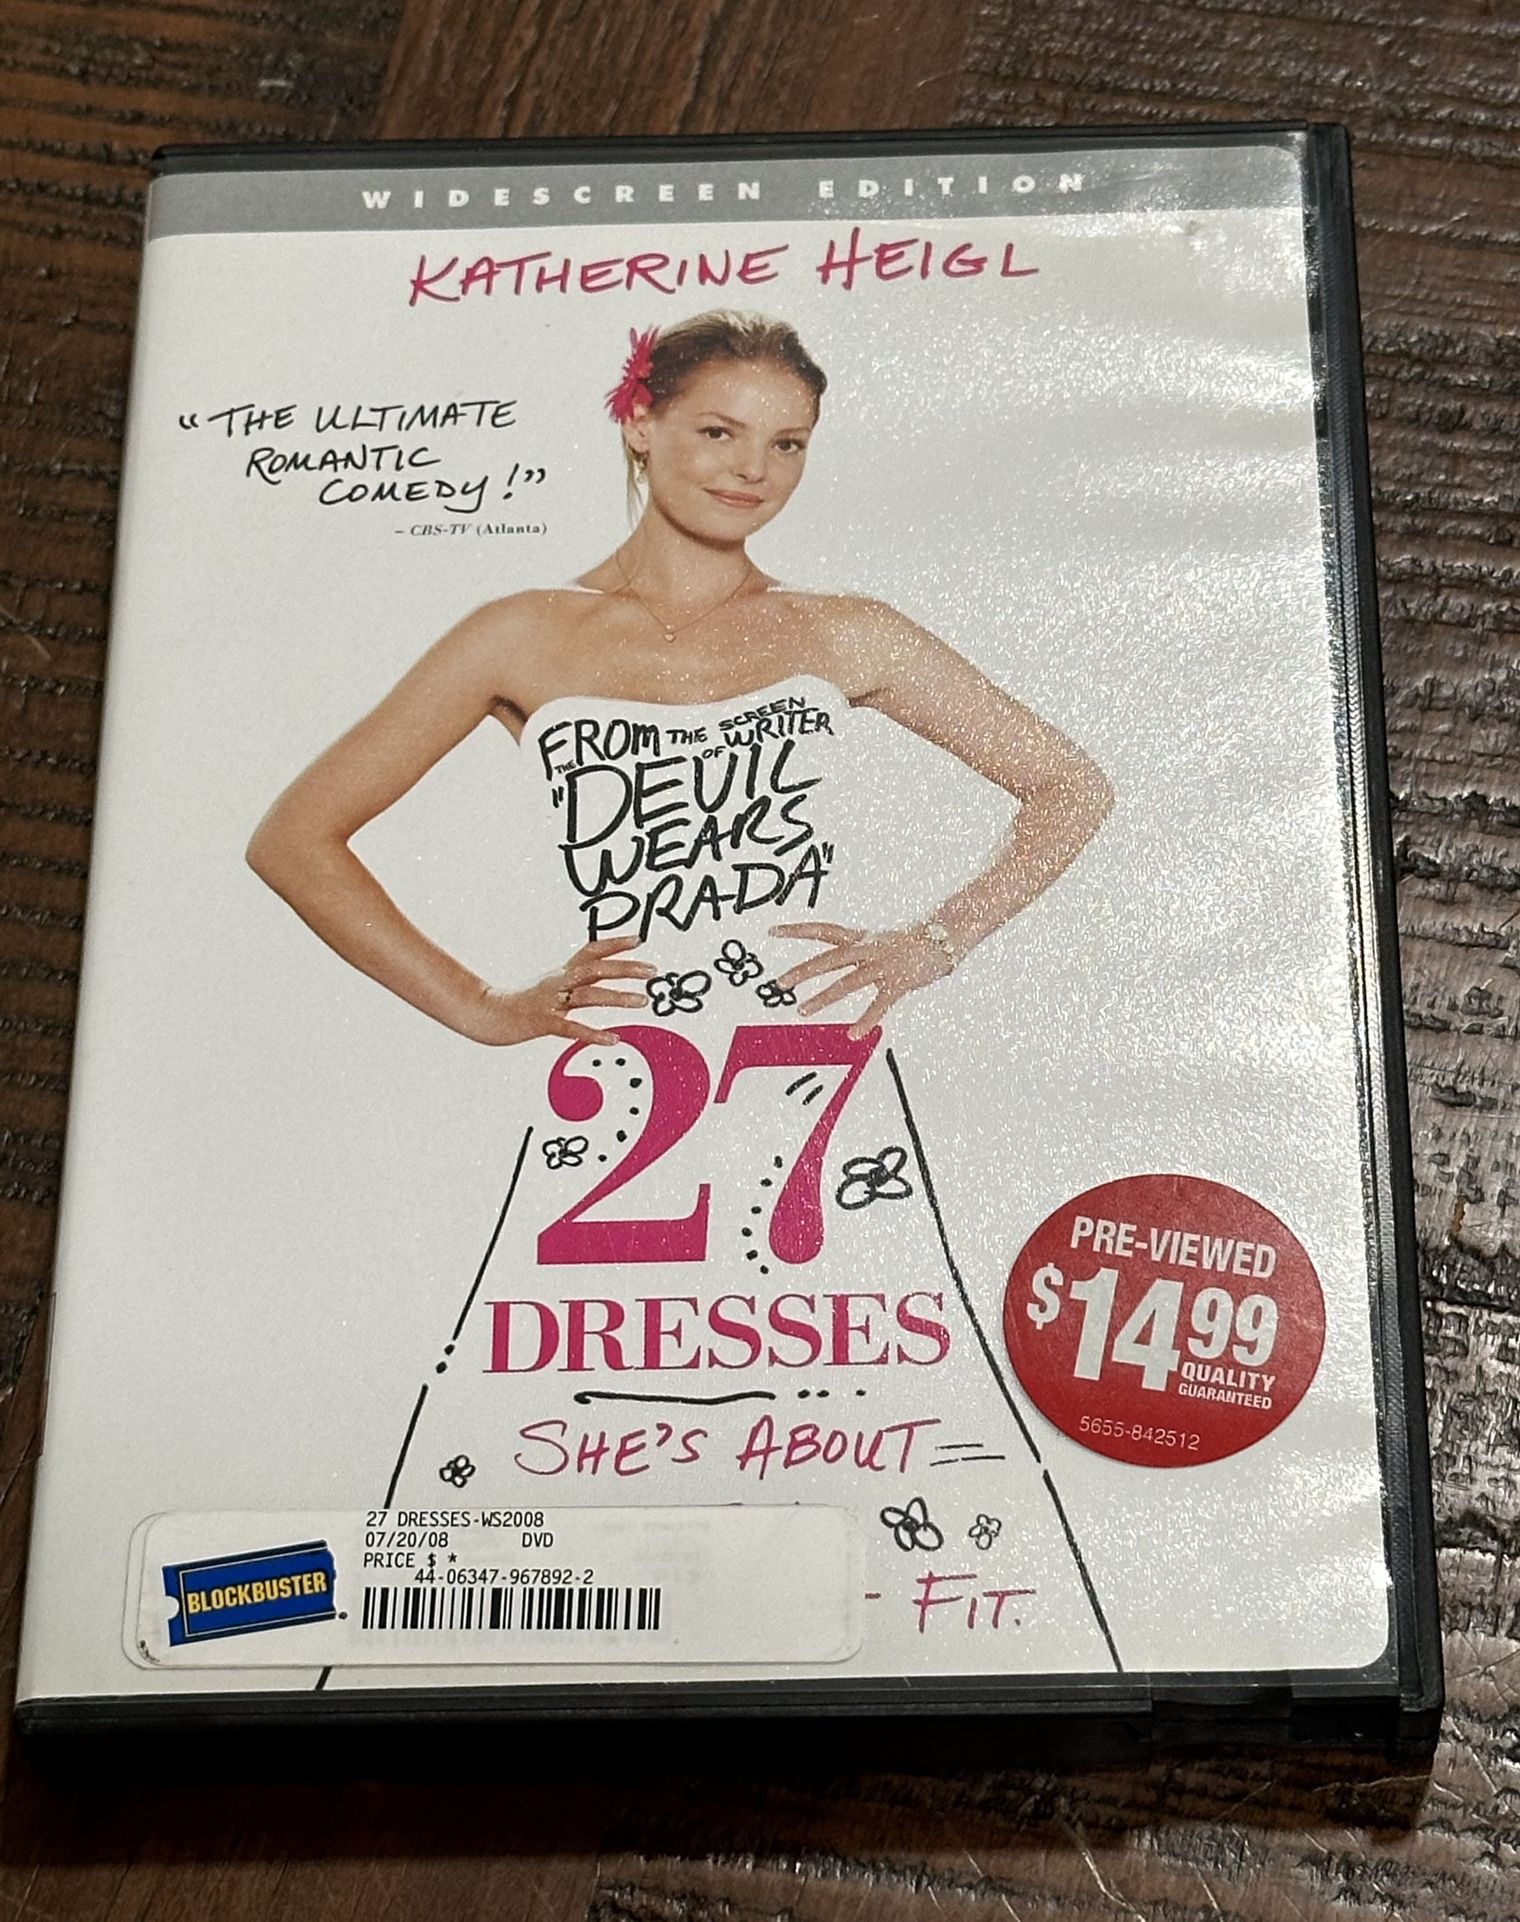 WIDESCREEN EDITION
KATHERINE HEIGL
“THE ULTIMATE
ROMANTIC
COMEDY!”
– CBS-TV (Atlanta)
FROM THE SCREEN
WRITER
OF
THE
"DEVIL
WEARS
PRADA"
27
DRESSES
SHE'S ABOUT
FIT.
PRE-VIEWED
$14.99
QUALITY
GUARANTEED
5655-842512
27 DRESSES-WS2008
07/20/08 DVD
PRICE $ *
44-06347-967892-2
BLOCKBUSTER